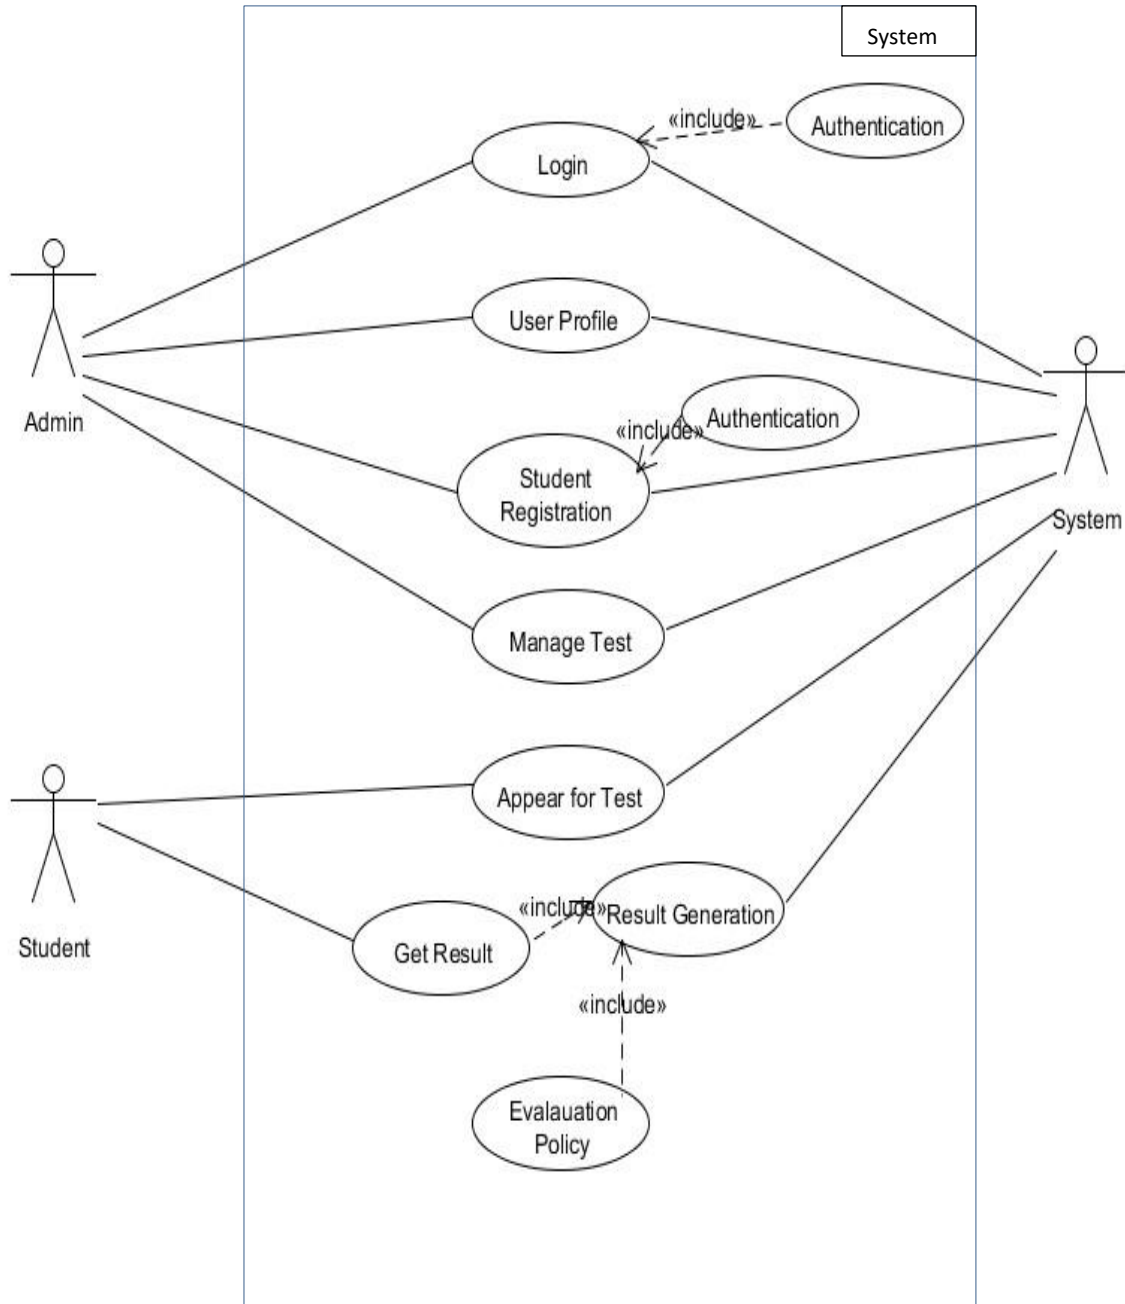 System
«include»
Authentication
Login
User Profile
Admin
Authentication
«include»
Student
Registration
System
Manage Test
Appear for Test
«include»
Result Generation
Student
Get Result
«include»
Evalauation
Policy